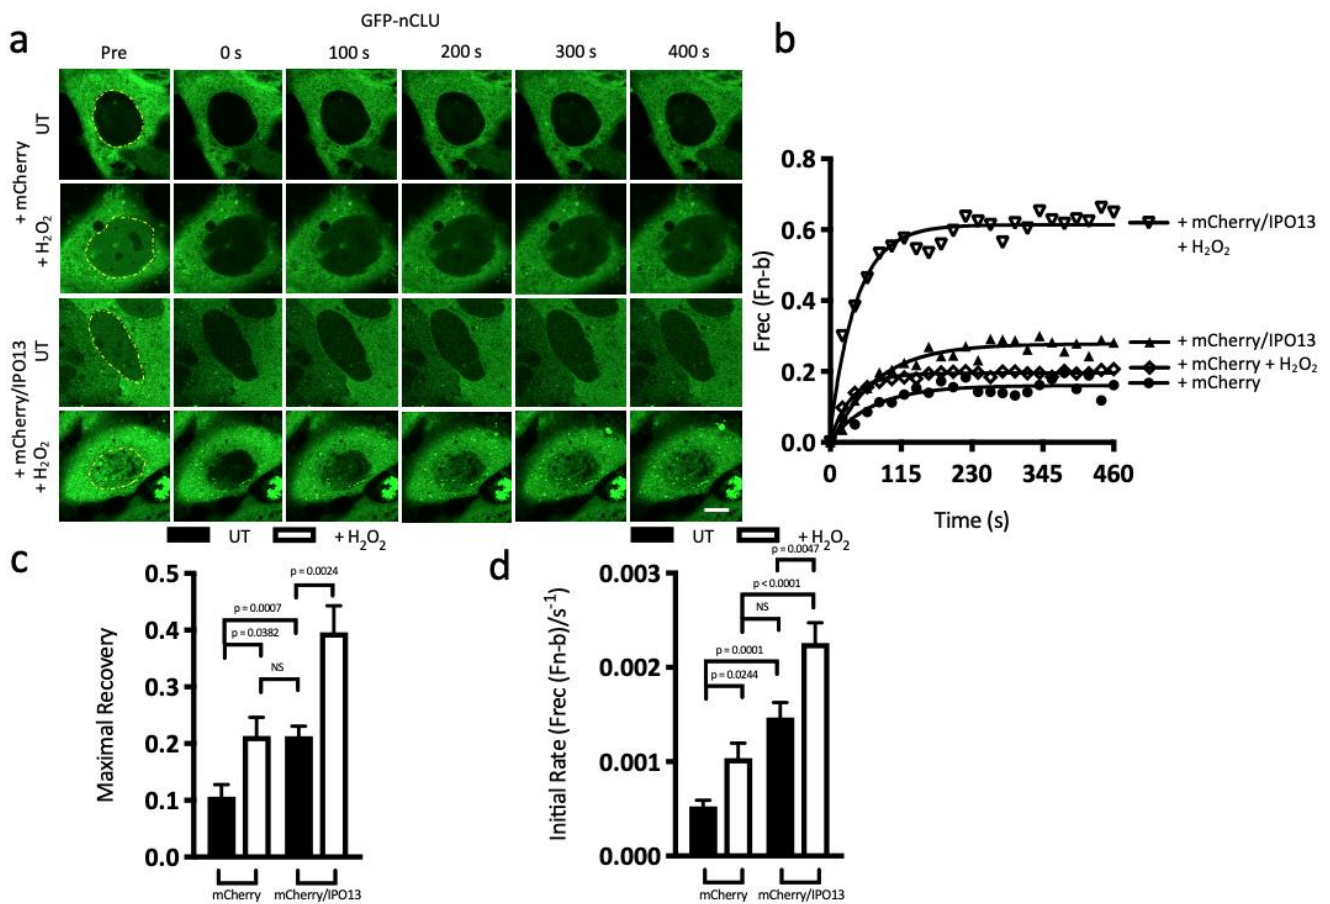 a
GFP-nCLU
b
Pre
0 s
100 s
200 s
300 s
400 s
+ mCherry
UT
+ H₂O₂
+ mCherry/IPO13
UT
+ H₂O₂
Frec (Fn-b)
0.8
0.6
0.4
0.2
0.0
0
115
230
345
460
Time (s)
+ mCherry/IPO13
+ H₂O₂
+ mCherry/IPO13
+ mCherry + H₂O₂
+ mCherry
c
UT
+ H₂O₂
Maximal Recovery
0.5
0.4
0.3
0.2
0.1
0.0
p = 0.0024
p = 0.0007
p = 0.0382
NS
mCherry
mCherry/IPO13
d
UT
+ H₂O₂
Initial Rate (Frec (Fn-b)/s⁻¹
0.003
0.002
0.001
0.000
p = 0.0047
p < 0.0001
NS
p = 0.0001
p = 0.0244
mCherry
mCherry/IPO13